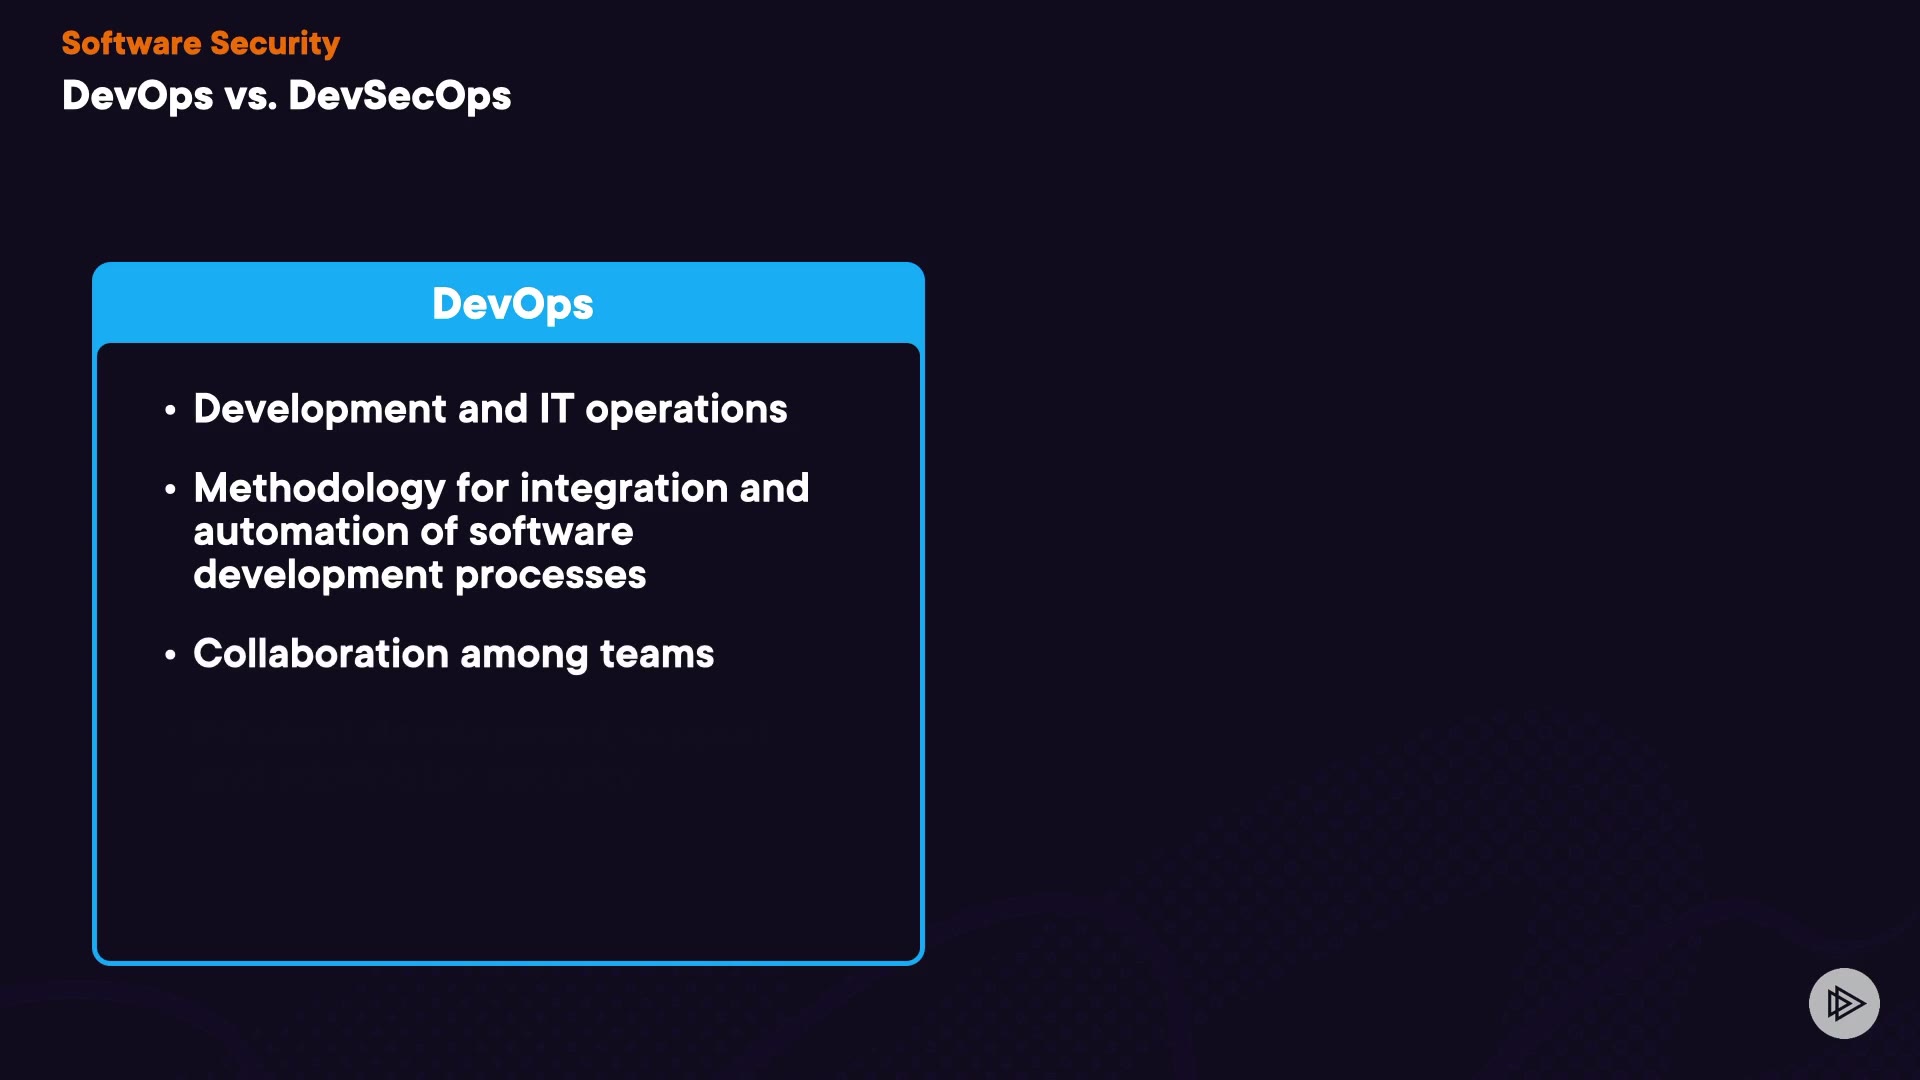 Software Security
DevOps vs. DevSecOps
DevOps
• Development and IT operations
• Methodology for integration and
automation of software
development processes
• Collaboration among teams